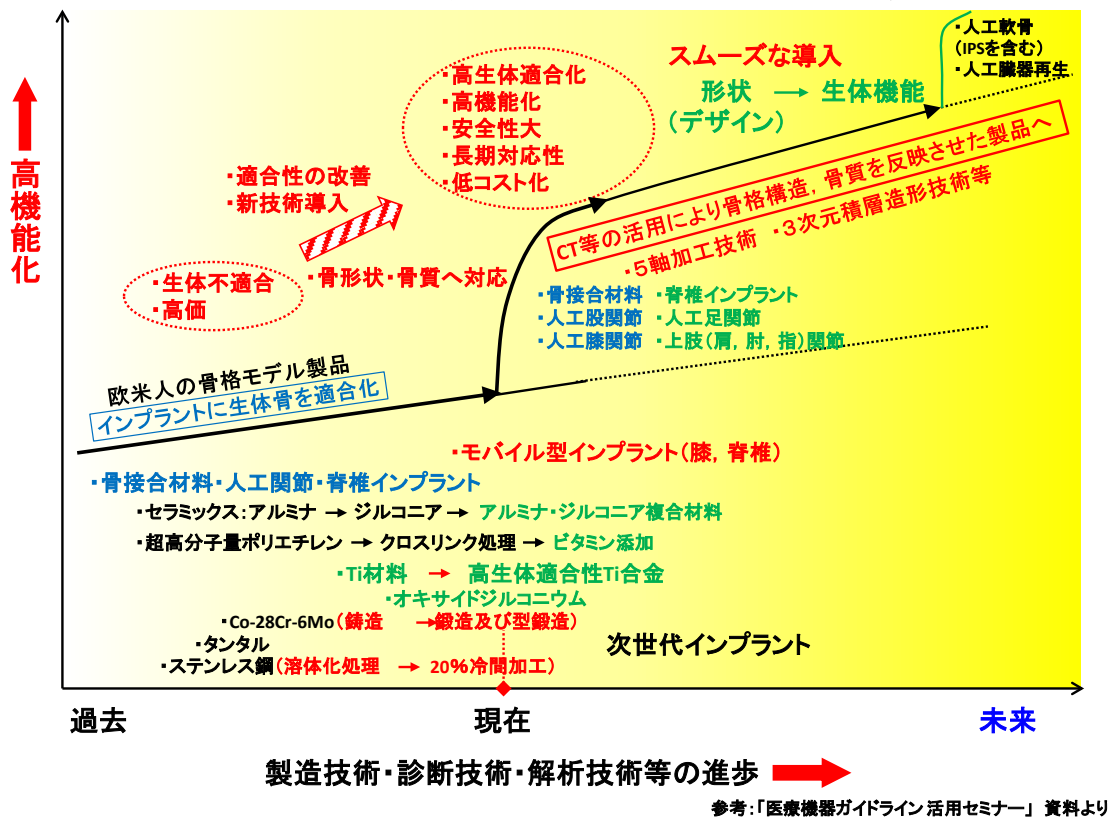 ・人工軟骨
（IPSを含む）
・人工臓器再生
スムーズな導入
形状 → 生体機能
（デザイン）
・高生体適合化
・高機能化
・安全性大
・長期対応性
・低コスト化
高機能化
・適合性の改善
・新技術導入
・生体不適合
・高価
・骨形状・骨質へ対応
CT等の活用により骨格構造，骨質を反映させた製品へ
・５軸加工技術 ・３次元積層造形技術等
・骨接合材料 ・脊椎インプラント
・人工股関節 ・人工足関節
・人工膝関節 ・上肢（肩，肘，指）関節
欧米人の骨格モデル製品
インプラントに生体骨を適合化
・モバイル型インプラント（膝，脊椎）
・骨接合材料・人工関節・脊椎インプラント
・セラミックス：アルミナ → ジルコニア → アルミナ・ジルコニア複合材料
・超高分子量ポリエチレン → クロスリンク処理 → ビタミン添加
・Ti材料 → 高生体適合性Ti合金
・オキサイドジルコニウム
・Co-28Cr-6Mo（鋳造 →鍛造及び型鍛造）
・タンタル
・ステンレス鋼（溶体化処理 → 20％冷間加工）
次世代インプラント
過去 現在 未来
製造技術・診断技術・解析技術等の進歩
参考：「医療機器ガイドライン 活用セミナー」 資料より